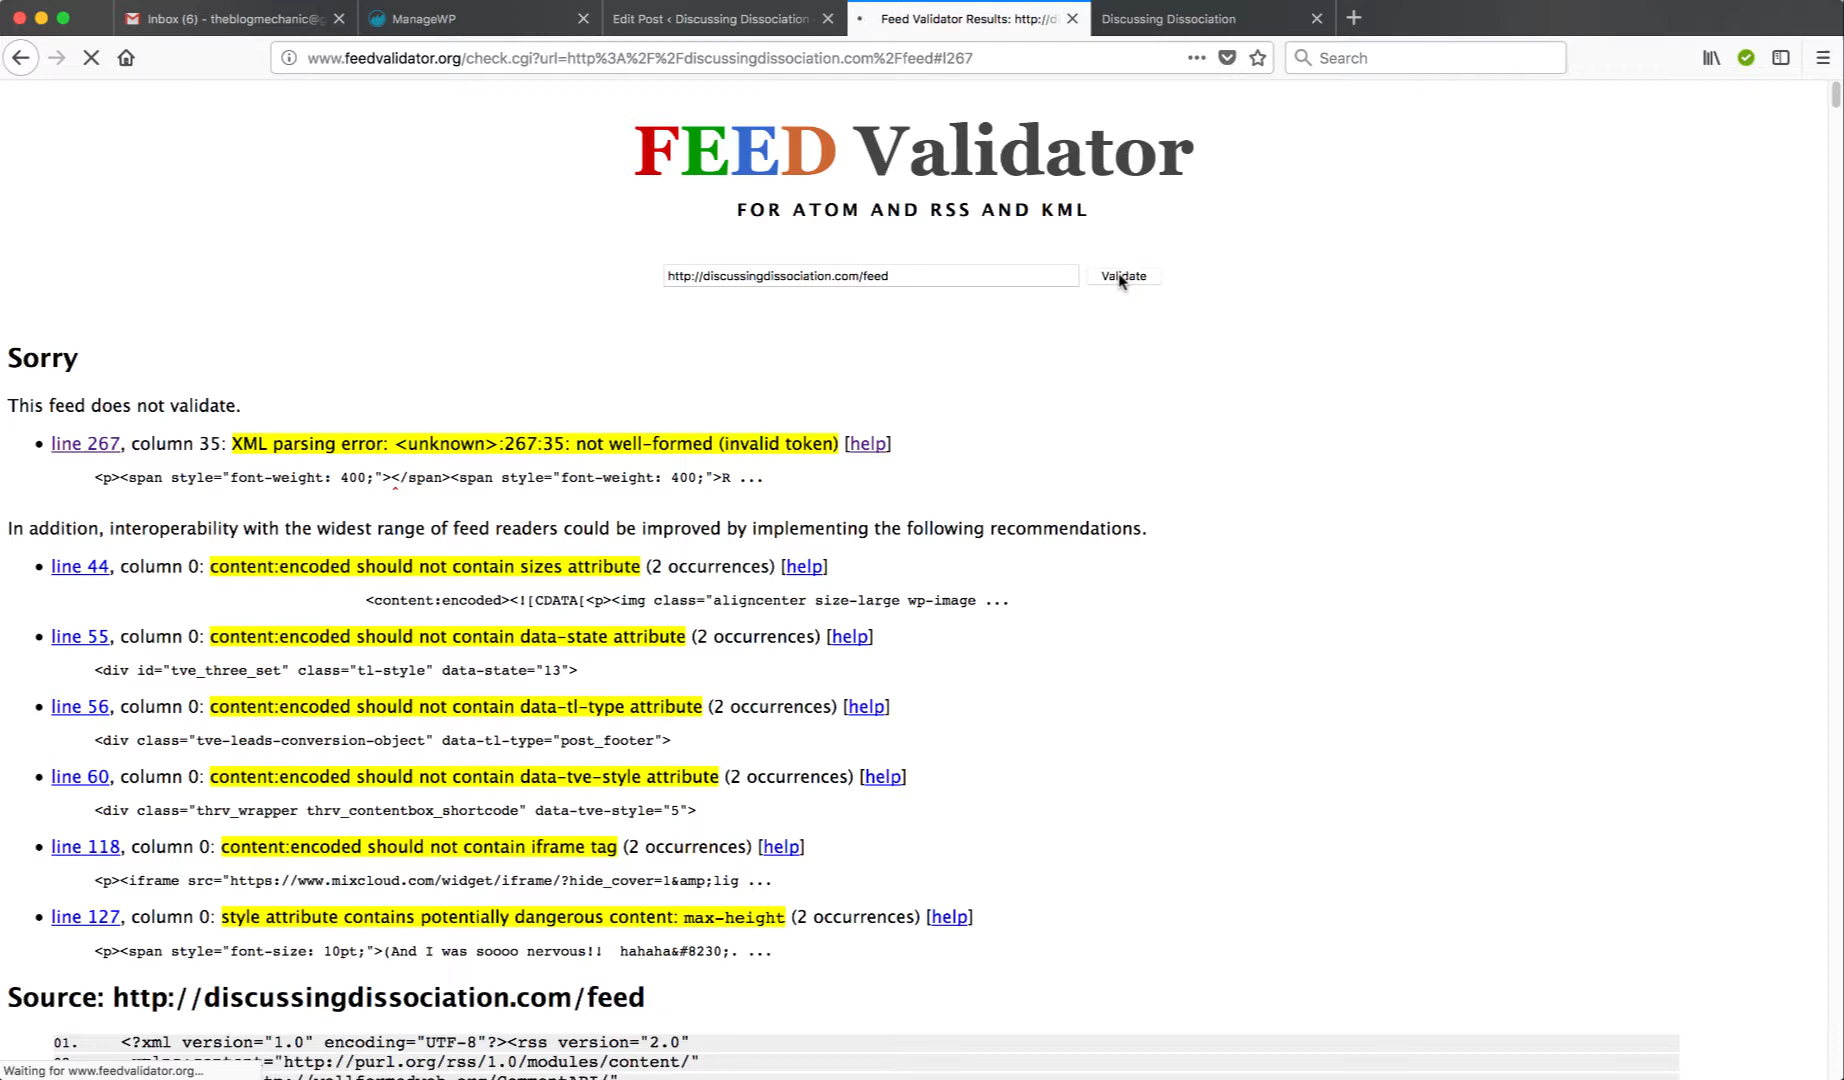 Inbox (6) - theblogmechanic@g
ManageWP
Edit Post ‹ Discussing Dissociation
Feed Validator Results: http://d
Discussing Dissociation
www.feedvalidator.org/check.cgi?url=http%3A%2F%2Fdiscussingdissociation.com%2Ffeed#l267
Search
FEED Validator
FOR ATOM AND RSS AND KML
http://discussingdissociation.com/feed
Validate
Sorry
This feed does not validate.
• line 267, column 35: XML parsing error: <unknown>:267:35: not well-formed (invalid token) [help]
<p><span style="font-weight: 400;"></span><span style="font-weight: 400;">R ...
^
In addition, interoperability with the widest range of feed readers could be improved by implementing the following recommendations.
• line 44, column 0: content:encoded should not contain sizes attribute (2 occurrences) [help]
<content:encoded><![CDATA[<p><img class="aligncenter size-large wp-image ...
• line 55, column 0: content:encoded should not contain data-state attribute (2 occurrences) [help]
<div id="tve_three_set" class="tl-style" data-state="13">
• line 56, column 0: content:encoded should not contain data-tl-type attribute (2 occurrences) [help]
<div class="tve-leads-conversion-object" data-tl-type="post_footer">
• line 60, column 0: content:encoded should not contain data-tve-style attribute (2 occurrences) [help]
<div class="thrv_wrapper thrv_contentbox_shortcode" data-tve-style="5">
• line 118, column 0: content:encoded should not contain iframe tag (2 occurrences) [help]
<p><iframe src="https://www.mixcloud.com/widget/iframe/?hide_cover=1&amp;lig ...
• line 127, column 0: style attribute contains potentially dangerous content: max-height (2 occurrences) [help]
<p><span style="font-size: 10pt;">(And I was soooo nervous!!  hahaha&#8230;. ...
Source: http://discussingdissociation.com/feed
01. <?xml version="1.0" encoding="UTF-8"?><rss version="2.0"
="http://purl.org/rss/1.0/modules/content/"
Waiting for www.feedvalidator.org...